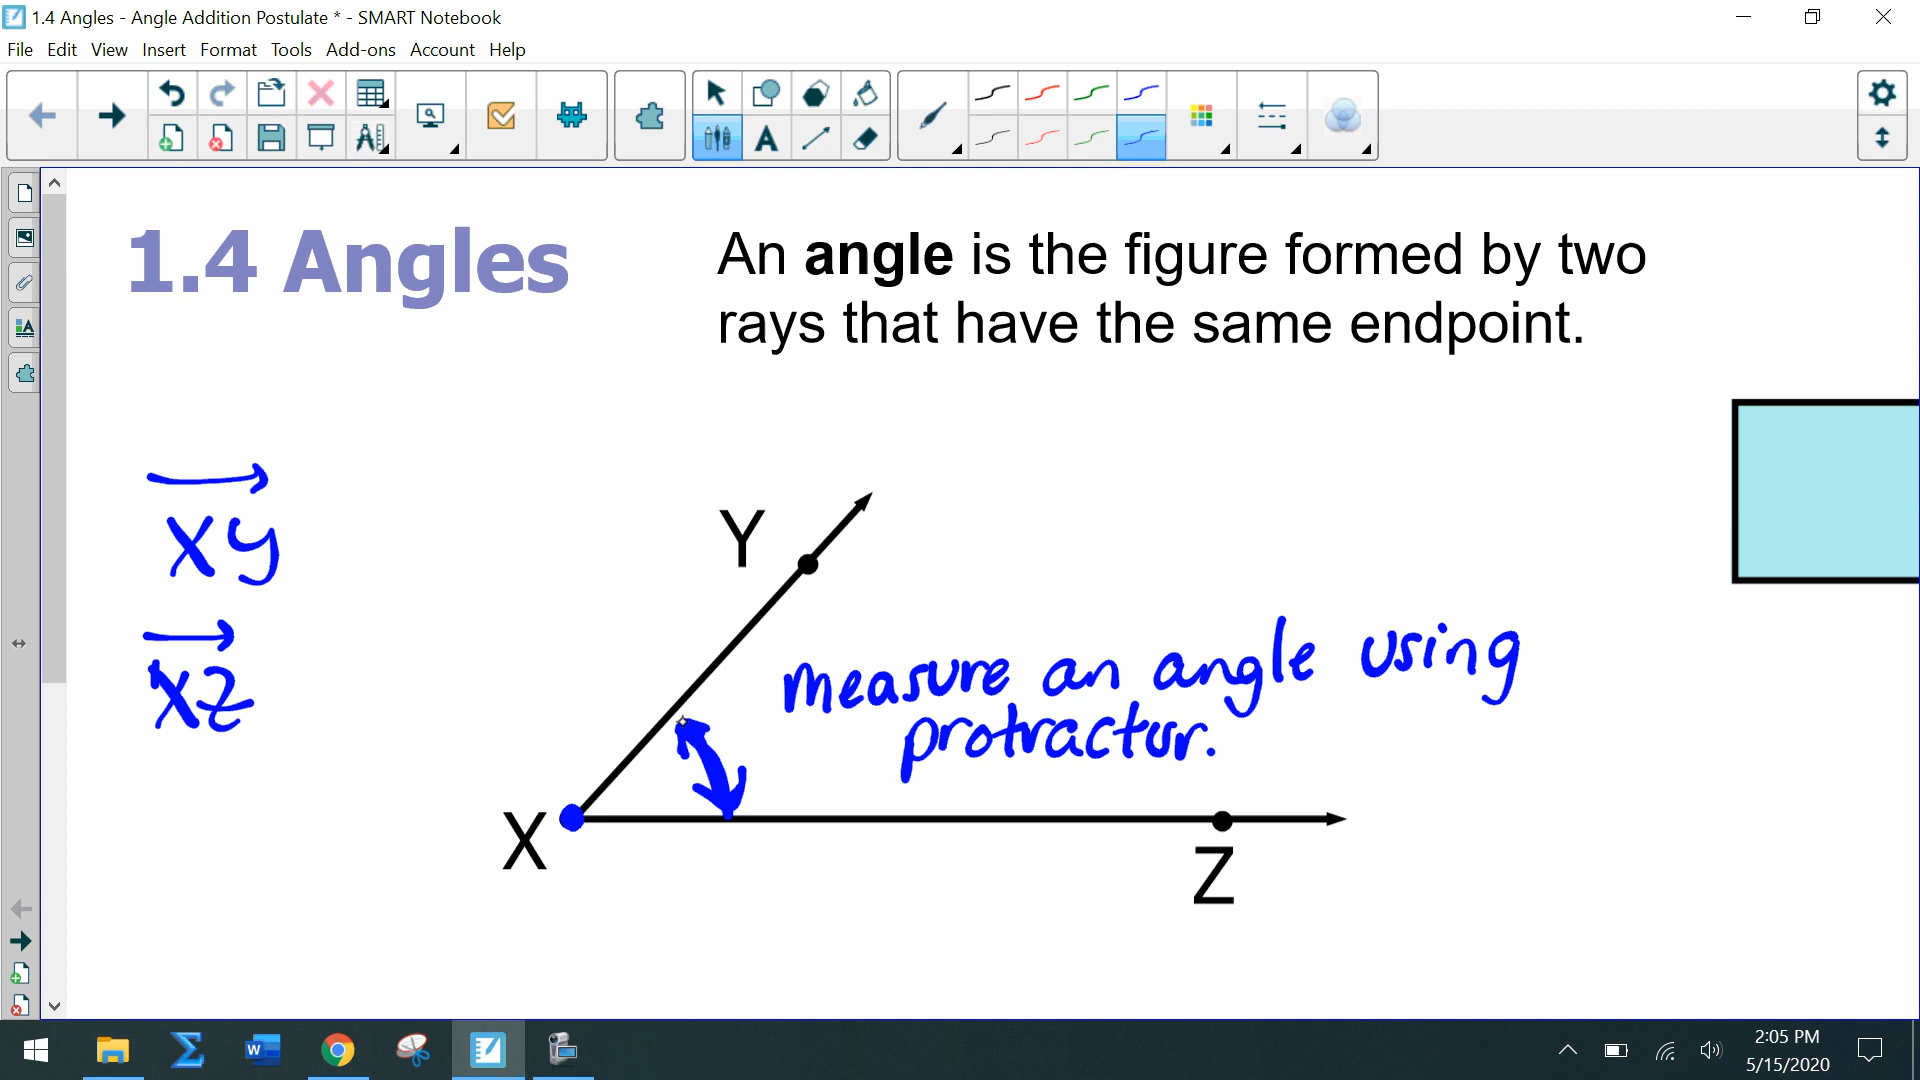 1.4 Angles - Angle Addition Postulate * - SMART Notebook
File Edit View Insert Format Tools Add-ons Account Help
1.4 Angles
An angle is the figure formed by two
rays that have the same endpoint.
XY
XZ
Y
measure an angle using
protractor.
X
Z
2:05 PM
5/15/2020